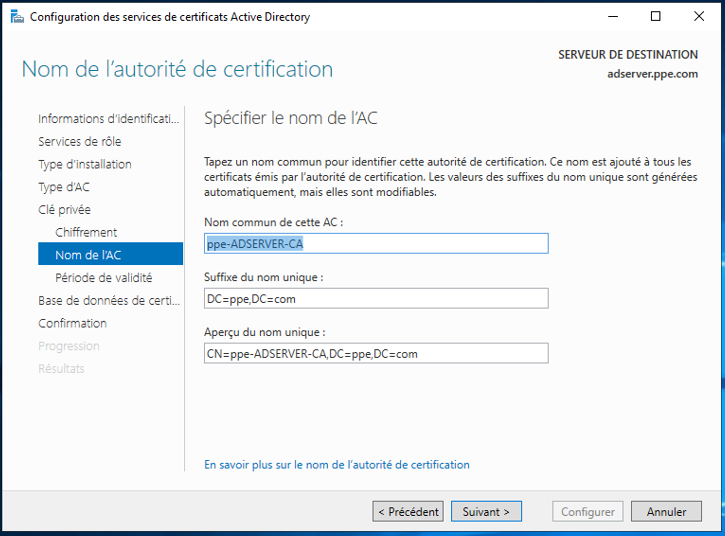 Configuration des services de certificats Active Directory
Nom de l'autorité de certification
SERVEUR DE DESTINATION
adserver.ppe.com
Informations d'identificati...
Services de rôle
Type d'installation
Type d'AC
Clé privée
Chiffrement
Nom de l'AC
Période de validité
Base de données de certi...
Confirmation
Progression
Résultats
Spécifier le nom de l'AC
Tapez un nom commun pour identifier cette autorité de certification. Ce nom est ajouté à tous les
certificats émis par l'autorité de certification. Les valeurs des suffixes du nom unique sont générées
automatiquement, mais elles sont modifiables.
Nom commun de cette AC :
ppe-ADSERVER-CA
Suffixe du nom unique :
DC=ppe,DC=com
Aperçu du nom unique :
CN=ppe-ADSERVER-CA,DC=ppe,DC=com
En savoir plus sur le nom de l'autorité de certification
< Précédent
Suivant >
Configurer
Annuler